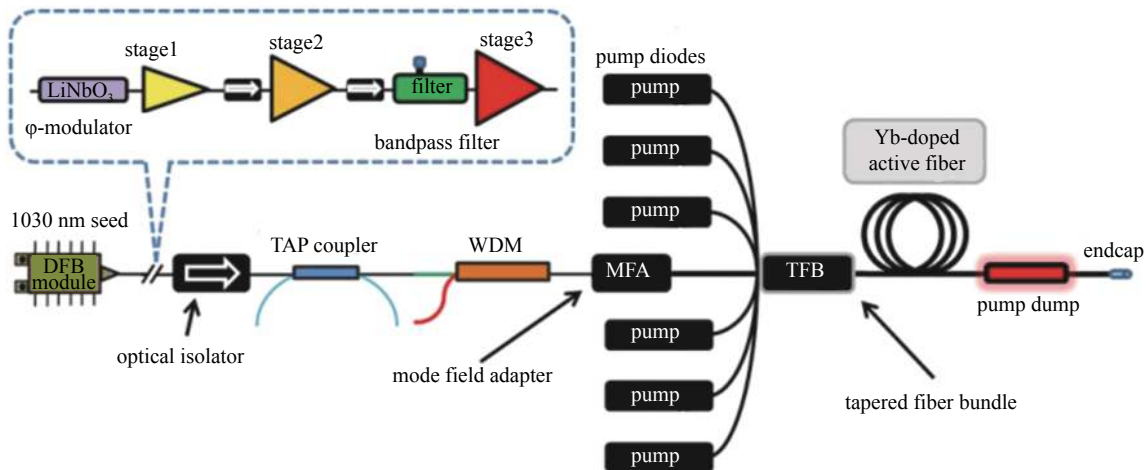 stage1
stage2
stage3
LiNbO3
filter
φ-modulator
bandpass filter
pump diodes
pump
pump
pump
pump
pump
pump
Yb-doped
active fiber
1030 nm seed
DFB
module
TAP coupler
WDM
MFA
TFB
endcap
pump dump
optical isolator
mode field adapter
tapered fiber bundle